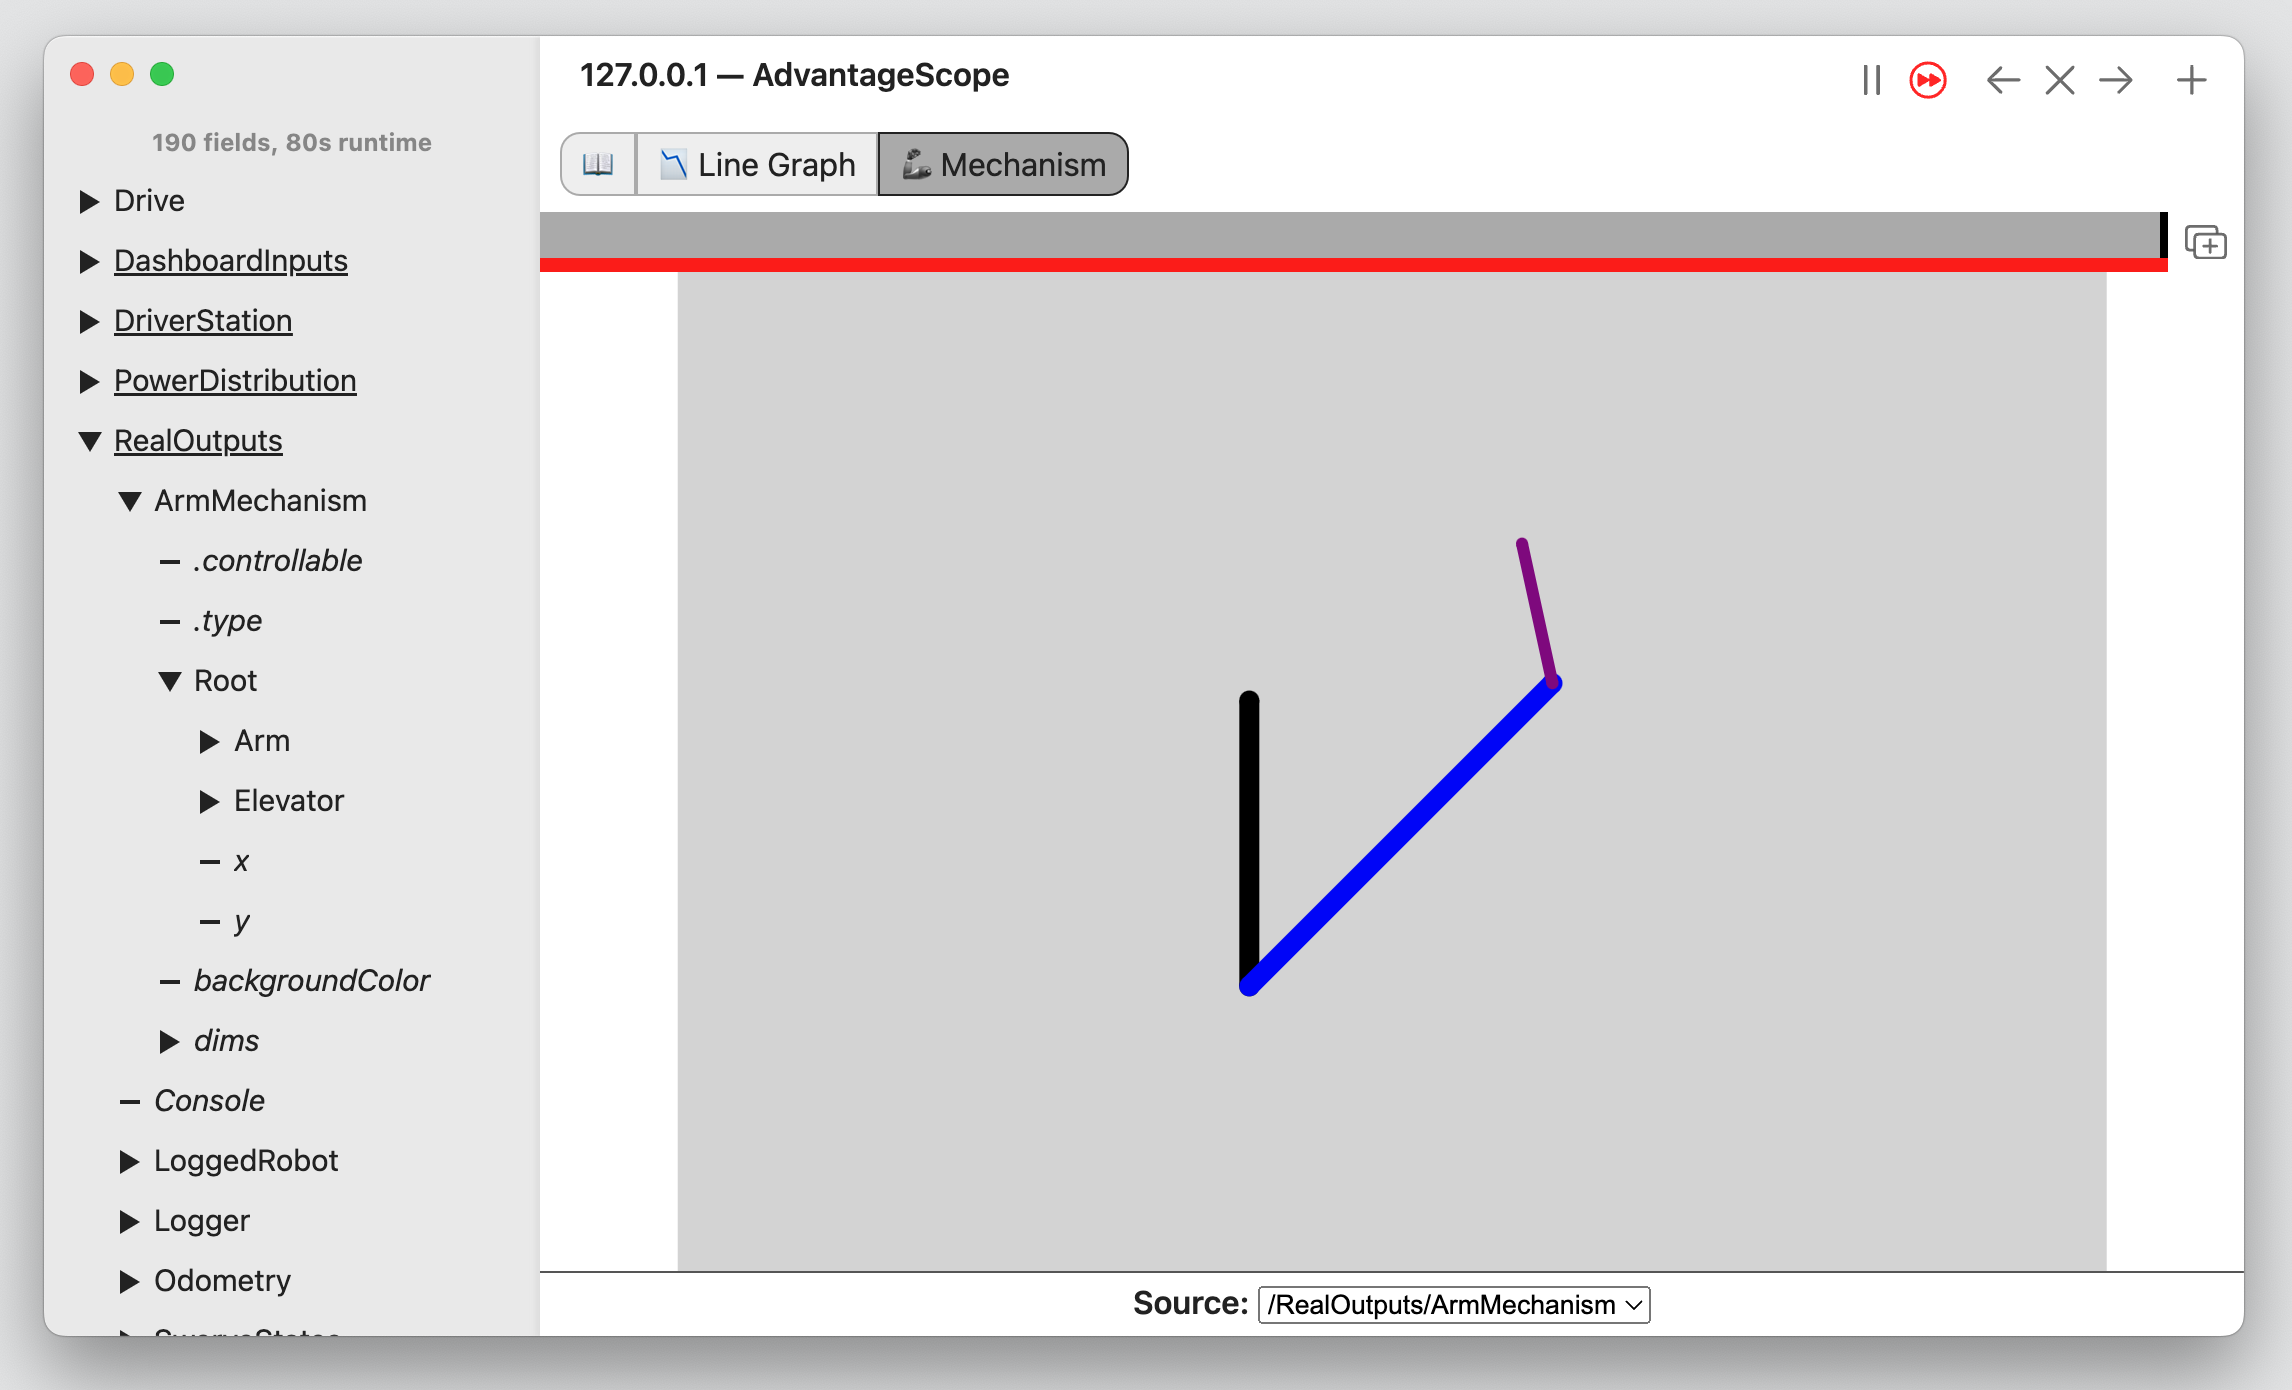 127.0.0.1 — AdvantageScope
190 fields, 80s runtime
Drive
DashboardInputs
DriverStation
PowerDistribution
RealOutputs
ArmMechanism
.controllable
.type
Root
Arm
Elevator
x
y
backgroundColor
dims
Console
LoggedRobot
Logger
Odometry
Line Graph
Mechanism
Source: /RealOutputs/ArmMechanism